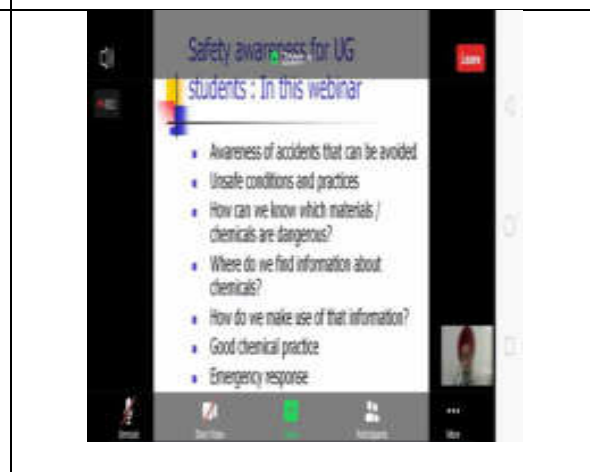 Safety awareness for UG
Leave
students : In this webinar
Awareness of accidents that can be avoided
Unsafe conditions and practices
How can we know which materials /
chemicals are dangerous?
Where do we find information about
chemicals?
How do we make use of that information?
Good chemical practice
Emergency response
Participants
More